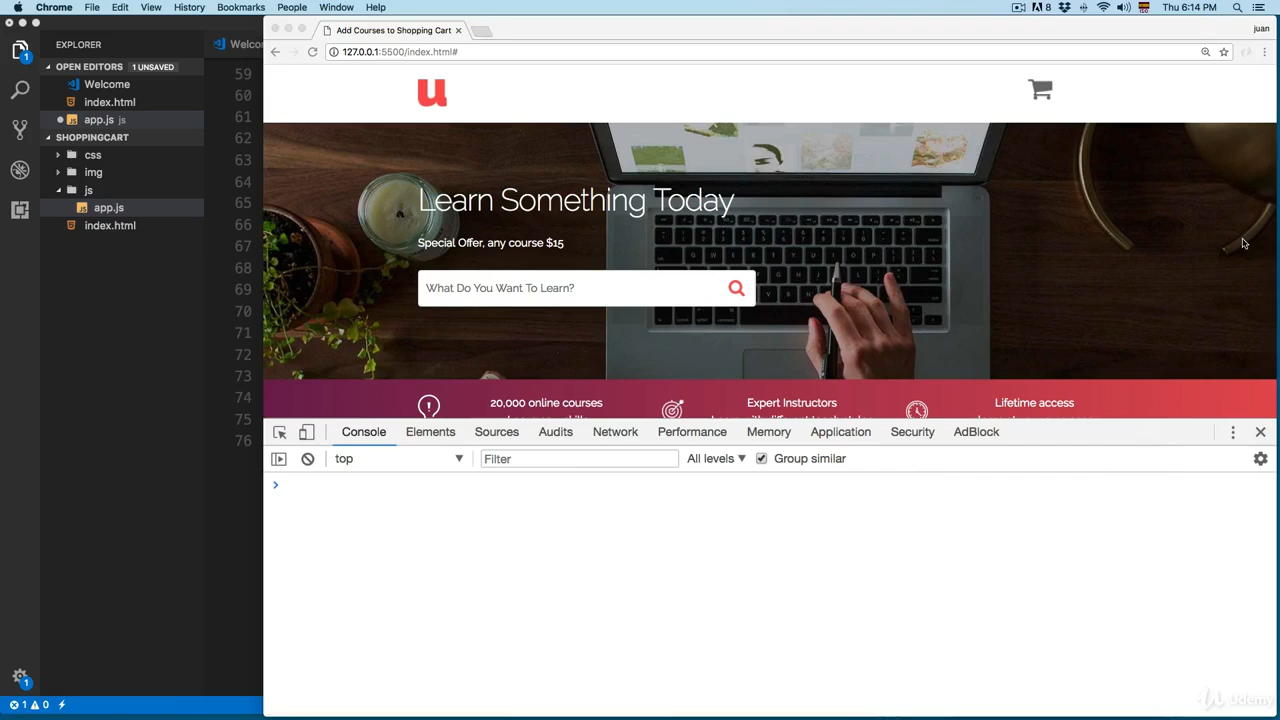 Chrome File Edit View History Bookmarks People Window Help 8 Thu 6:14 PM
EXPLORER
OPEN EDITORS 1 UNSAVED
Welcome
index.html
app.js js
SHOPPINGCART
css
img
js
app.js
index.html
1
1
1 0
59
60
61
62
63
64
65
66
67
68
69
70
71
72
73
74
75
76
Add Courses to Shopping Cart
juan
127.0.0.1:5500/index.html#
u
Learn Something Today
Special Offer, any course $15
What Do You Want To Learn?
20,000 online courses
Expert Instructors
Lifetime access
Console Elements Sources Audits Network Performance Memory Application Security AdBlock
top Filter All levels Group similar
Udemy